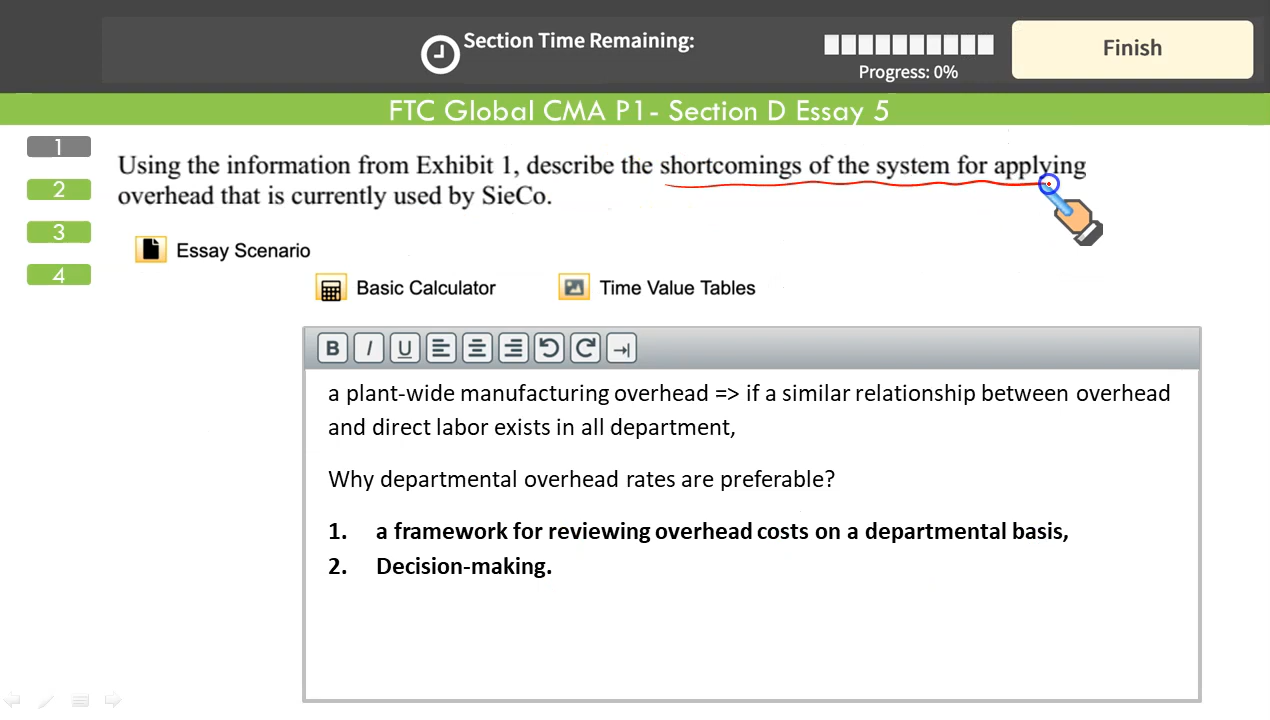 Section Time Remaining:
Finish
Progress: 0%
FTC Global CMA P1- Section D Essay 5
1
2
3
4
Using the information from Exhibit 1, describe the shortcomings of the system for applying
overhead that is currently used by SieCo.
Essay Scenario
Basic Calculator
Time Value Tables
B I U
a plant-wide manufacturing overhead => if a similar relationship between overhead
and direct labor exists in all department,
Why departmental overhead rates are preferable?
1. a framework for reviewing overhead costs on a departmental basis,
2. Decision-making.